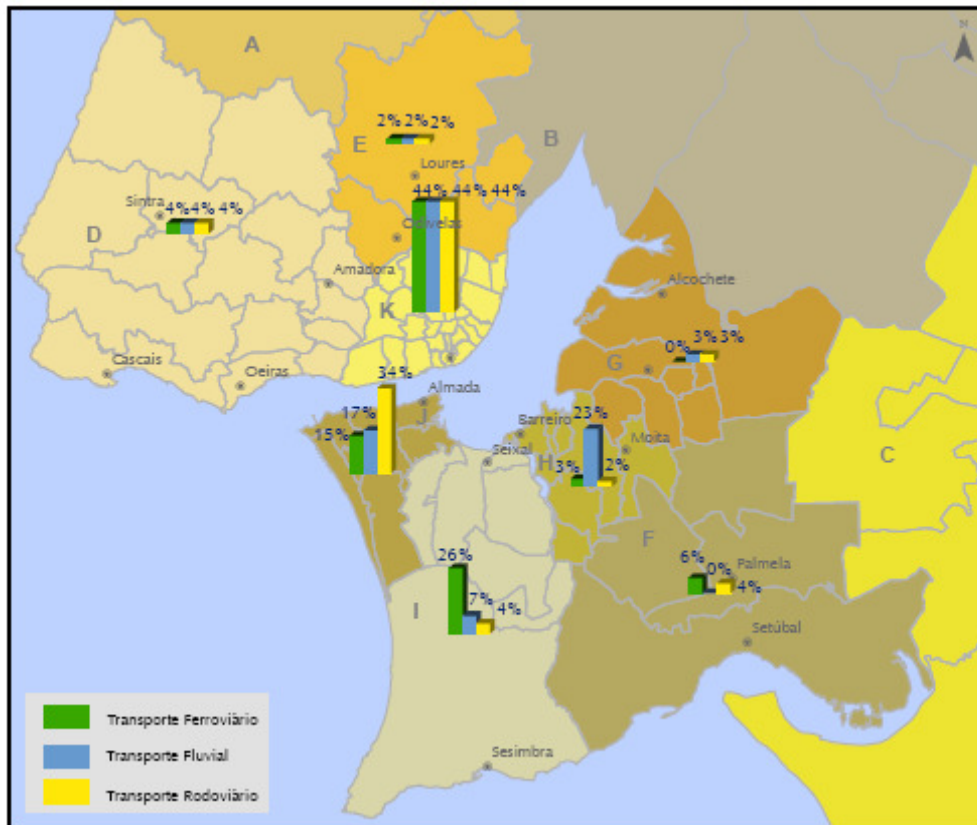 N
A
2% 2% 2%
E
B
Loures
44% 44% 44%
Sintra
4% 4% 4%
D
Odivelas
Amadora
Alcochete
K
3% 3%
0%
G
Cascais
Oeiras
34%
Almada
17%
J
15%
Barreiro
23%
Seixal
Moita
H
3%
2%
C
F
26%
6%
0%
Palmela
4%
7%
4%
I
Setúbal
Sesimbra
Transporte Ferroviário
Transporte Fluvial
Transporte Rodoviário